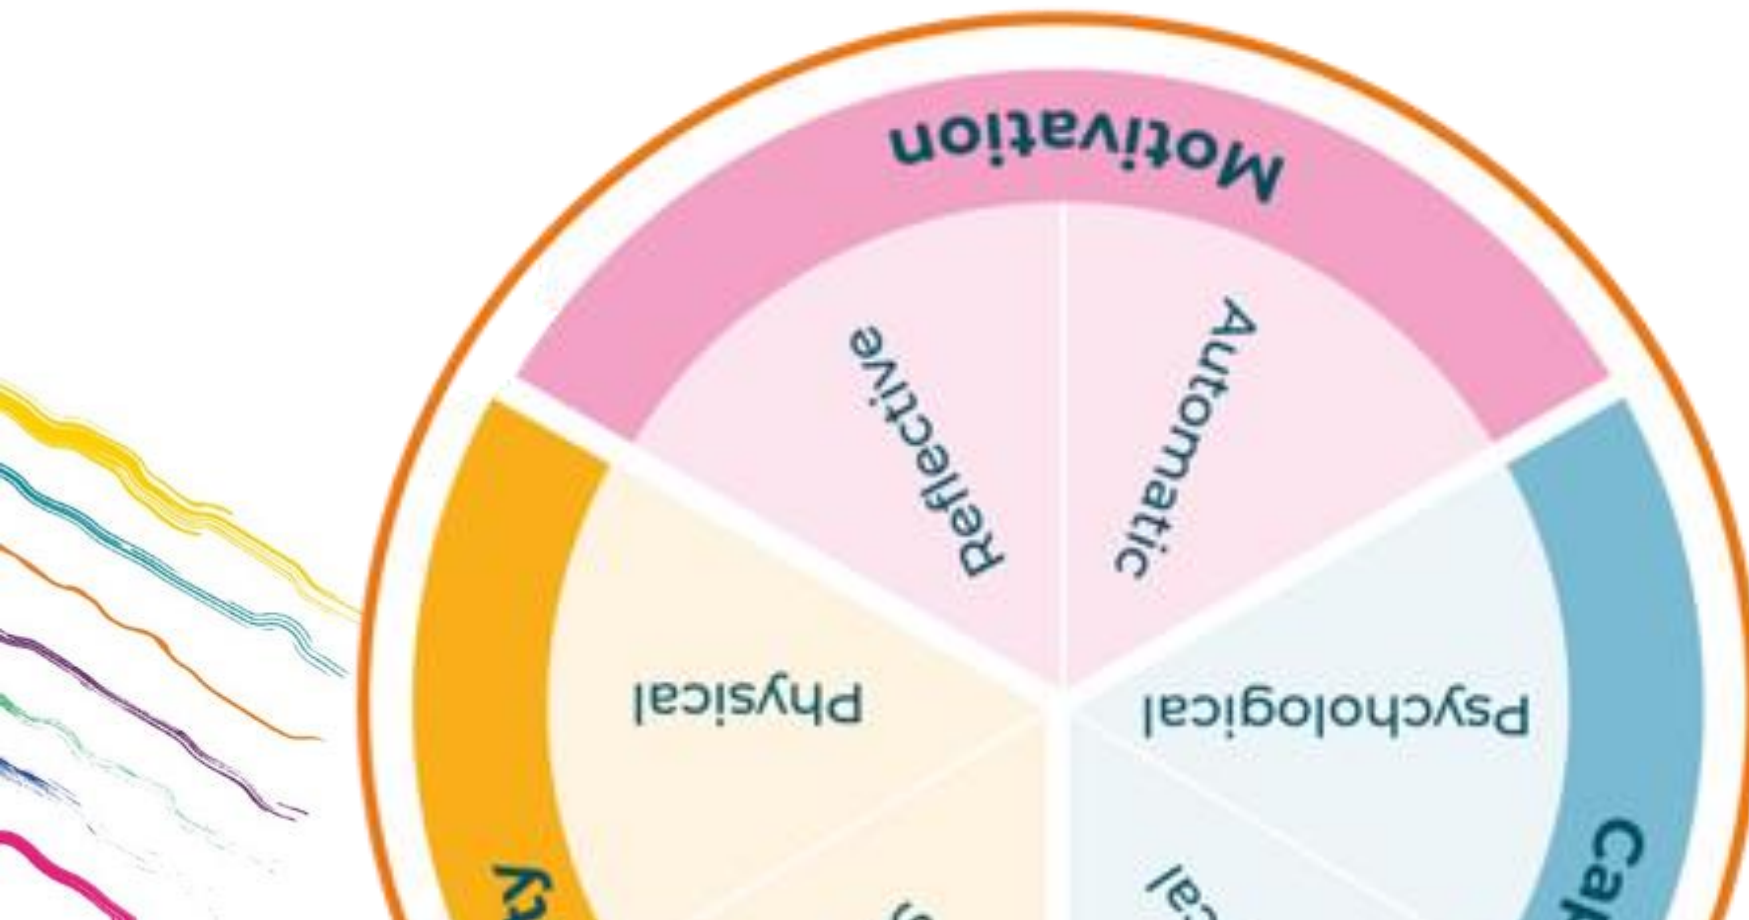 Motivation
Reflective
Automatic
Physical
Psychological